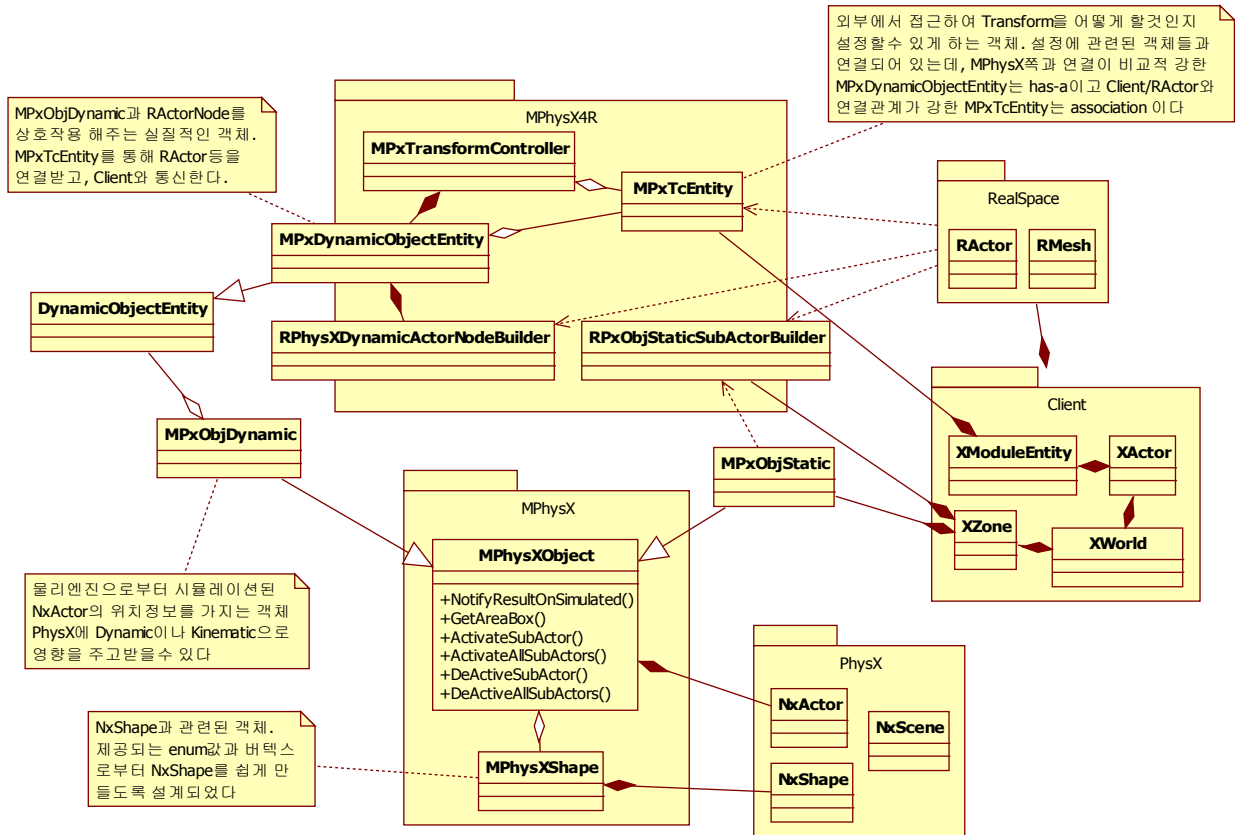 외부에서 접근하여 Transform을 어떻게 할것인지
설정할수 있게 하는 객체. 설정에 관련된 객체들과
연결되어 있는데, MPhysX쪽과 연결이 비교적 강한
MPxDynamicObjectEntity는 has-a이고 Client/RActor와
연결관계가 강한 MPxTcEntity는 association 이다
MPxObjDynamic과 RActorNode를
상호작용 해주는 실질적인 객체.
MPxTcEntity를 통해 RActor등을
연결받고, Client와 통신한다.
MPhysX4R
MPxTransformController
MPxTcEntity
MPxDynamicObjectEntity
RealSpace
RActor
RMesh
DynamicObjectEntity
RPhysXDynamicActorNodeBuilder
RPxObjStaticSubActorBuilder
Client
XModuleEntity
XActor
XZone
XWorld
MPxObjDynamic
MPxObjStatic
MPhysX
MPhysXObject
+NotifyResultOnSimulated()
+GetAreaBox()
+ActivateSubActor()
+ActivateAllSubActors()
+DeActiveSubActor()
+DeActiveAllSubActors()
물리엔진으로부터 시뮬레이션된
NxActor의 위치정보를 가지는 객체
PhysX에 Dynamic이나 Kinematic으로
영향을 주고받을수 있다
PhysX
NxActor
NxScene
NxShape
NxShape과 관련된 객체.
제공되는 enum값과 버텍스
로부터 NxShape를 쉽게 만
들도록 설계되었다
MPhysXShape